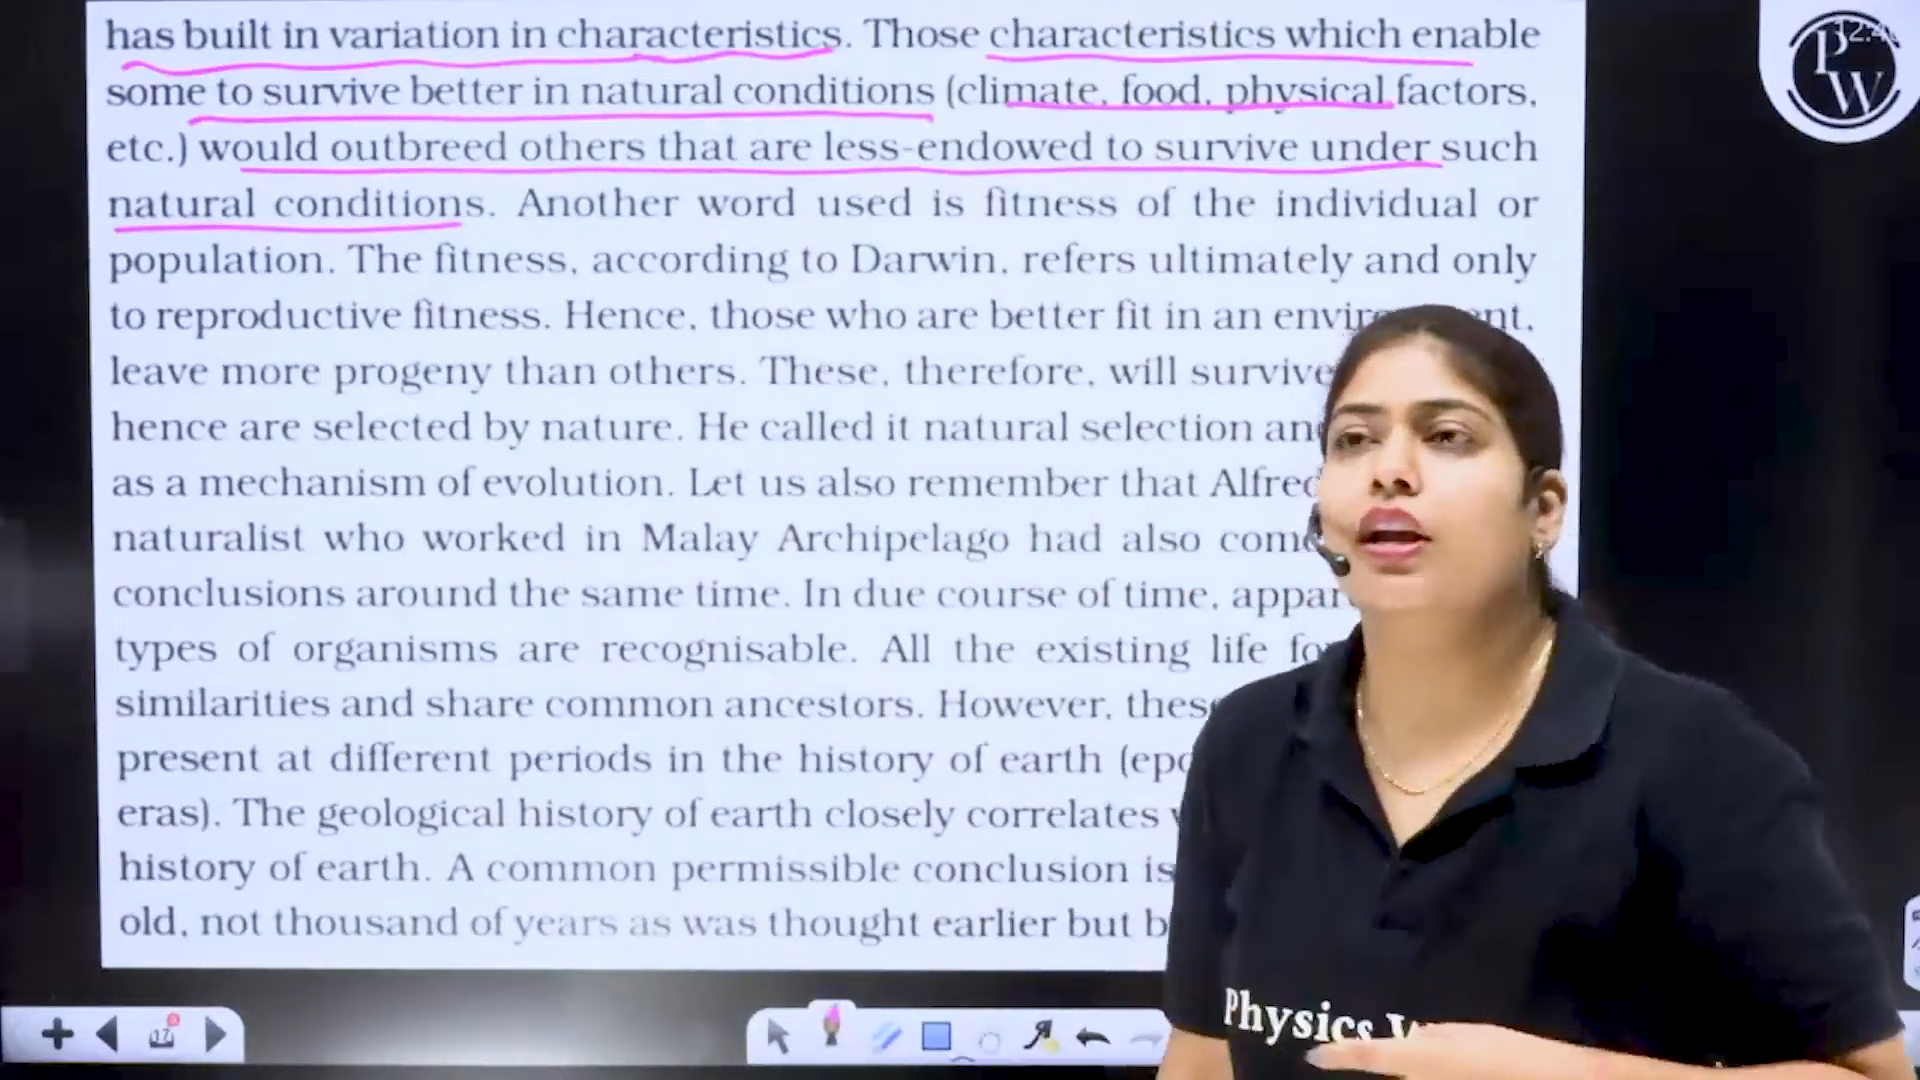 has built in variation in characteristics. Those characteristics which enable
some to survive better in natural conditions (climate, food, physical factors,
etc.) would outbreed others that are less-endowed to survive under such
natural conditions. Another word used is fitness of the individual or
population. The fitness, according to Darwin, refers ultimately and only
to reproductive fitness. Hence, those who are better fit in an
leave more progeny than others. These, therefore, will survive
hence are selected by nature. He called it natural selection
as a mechanism of evolution. Let us also remember that
naturalist who worked in Malay Archipelago had also
conclusions around the same time. In due course of time,
types of organisms are recognisable. All the existing life
similarities and share common ancestors. However,
present at different periods in the history of earth
eras). The geological history of earth closely correlates
history of earth. A common permissible conclusion is
old, not thousand of years as was thought earlier but
PW
17
Physics